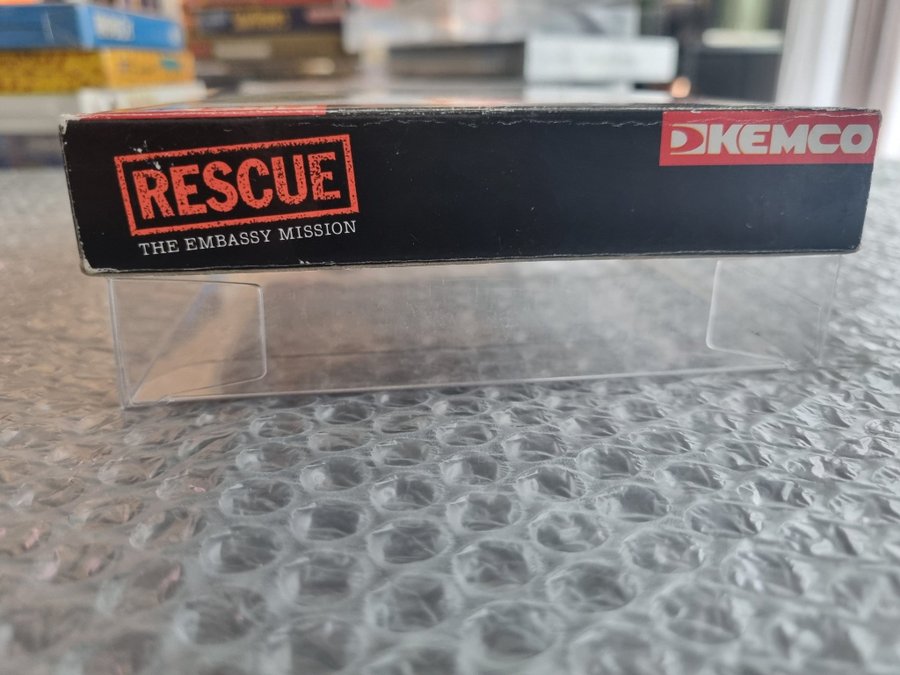 RESCUE
THE EMBASSY MISSION
KEMCO